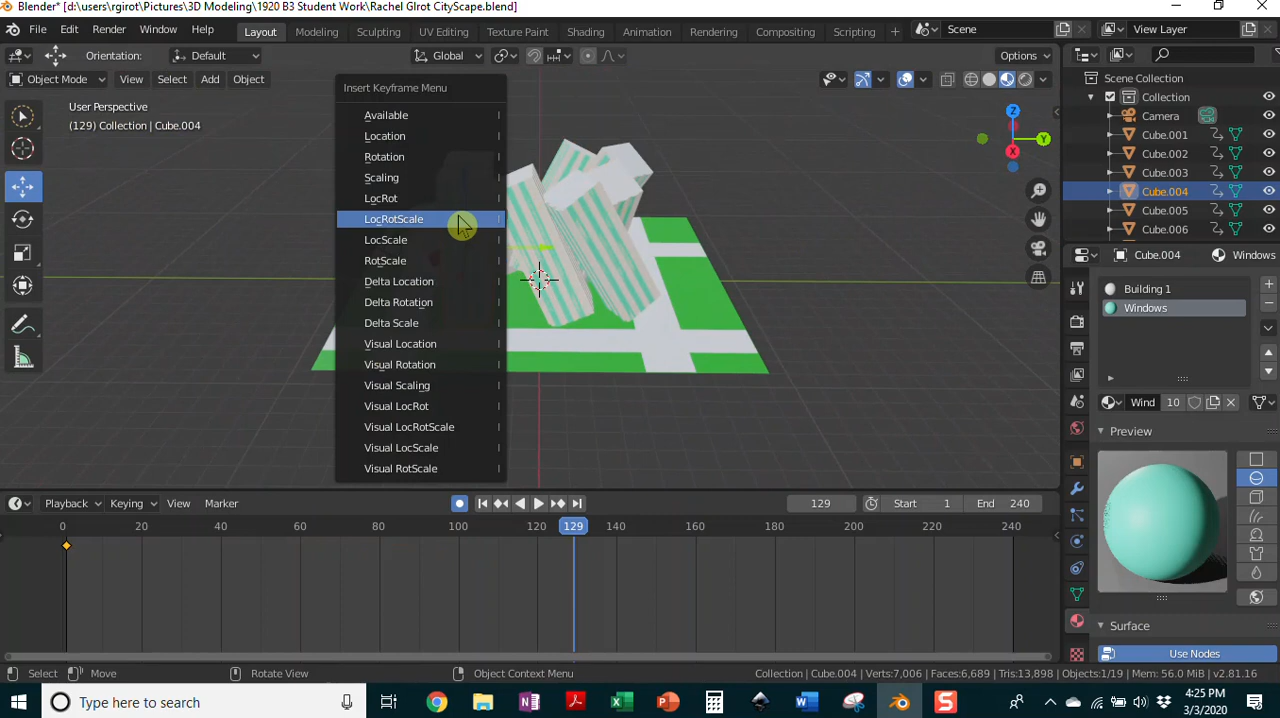 Blender* [d:\users\rgirot\Pictures\3D Modeling\1920 B3 Student Work\Rachel GIrot CityScape.blend]
File Edit Render Window Help Layout Modeling Sculpting UV Editing Texture Paint Shading Animation Rendering Compositing Scripting + Scene View Layer
Orientation: Default Global Options
Object Mode View Select Add Object
User Perspective
(129) Collection | Cube.004
Insert Keyframe Menu
Available I
Location I
Rotation I
Scaling I
LocRot I
LocRotScale I
LocScale I
RotScale I
Delta Location I
Delta Rotation I
Delta Scale I
Visual Location I
Visual Rotation I
Visual Scaling I
Visual LocRot I
Visual LocRotScale I
Visual LocScale I
Visual RotScale I
Z
Y
X
Scene Collection
Collection
Camera
Cube.001
Cube.002
Cube.003
Cube.004
Cube.005
Cube.006
Cube.004 Windows
Building 1
Windows
Wind 10
Preview
Surface
Use Nodes
Playback Keying View Marker 129 Start 1 End 240
0 20 40 60 80 100 120 129 140 160 180 200 220 240
Select Move Rotate View Object Context Menu Collection | Cube.004 | Verts:7,006 | Faces:6,689 | Tris:13,898 | Objects:1/19 | Mem: 56.0 MiB | v2.81.16
Type here to search
4:25 PM
3/3/2020